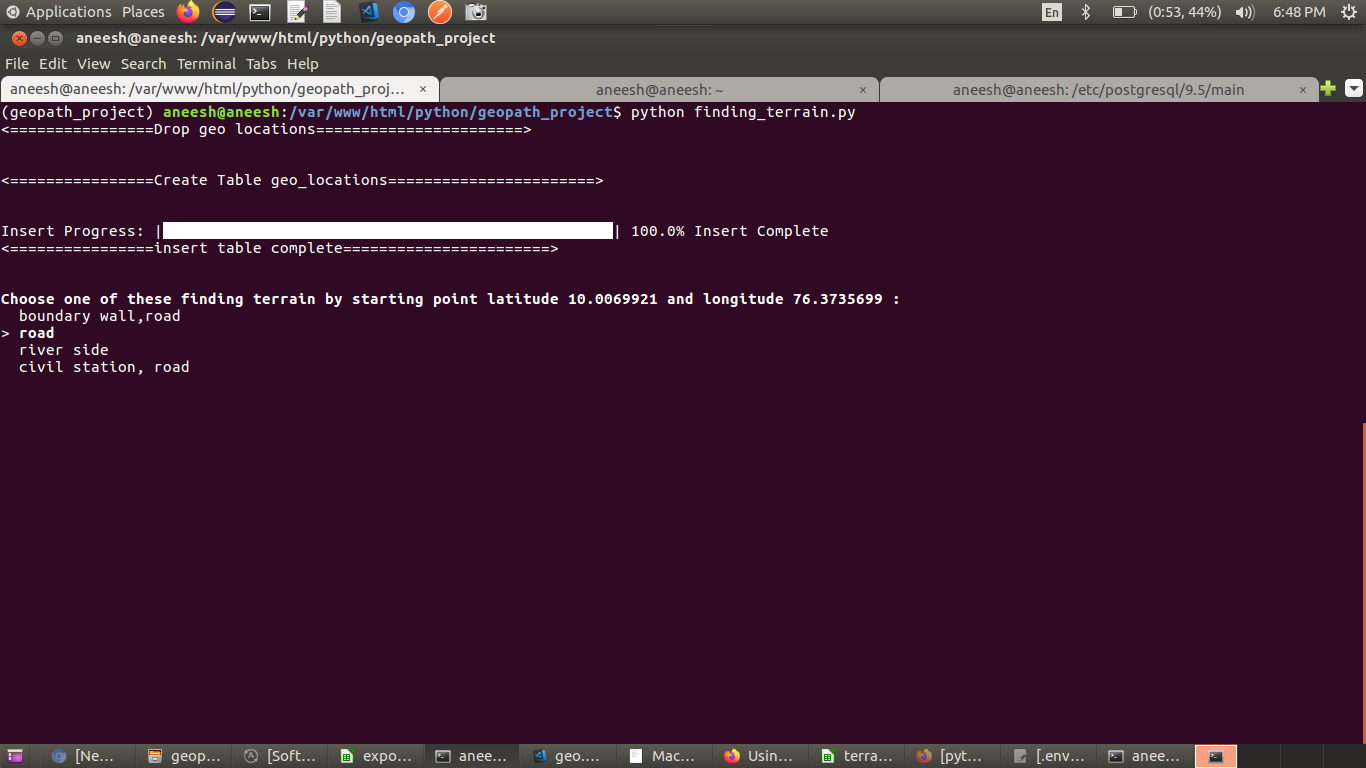 Applications Places En (0:53, 44%) 6:48 PM
aneesh@aneesh: /var/www/html/python/geopath_project
File Edit View Search Terminal Tabs Help
aneesh@aneesh: /var/www/html/python/geopath_proj... × aneesh@aneesh: ~ × aneesh@aneesh: /etc/postgresql/9.5/main ×
(geopath_project) aneesh@aneesh:/var/www/html/python/geopath_project$ python finding_terrain.py
<================Drop geo locations=======================>
<================Create Table geo_locations=======================>
Insert Progress: |██████████████████████████████████████████████████| 100.0% Insert Complete
<================insert table complete=======================>
Choose one of these finding terrain by starting point latitude 10.0069921 and longitude 76.3735699 :
boundary wall,road
> road
river side
civil station, road
[Ne... geop... [Soft... expo... anee... geo.... Mac... Usin... terra... [pyt... [.env... anee...